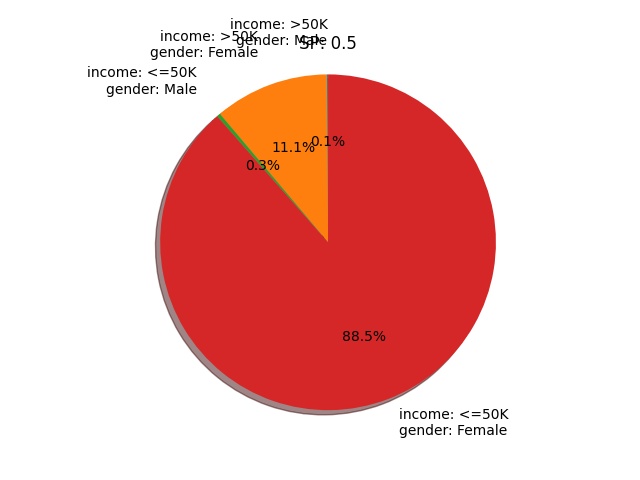 income: >50K
gender: Male
SP: 0.5
income: >50K
gender: Female
income: <=50K
gender: Male
11.1%
0.1%
0.3%
88.5%
income: <=50K
gender: Female